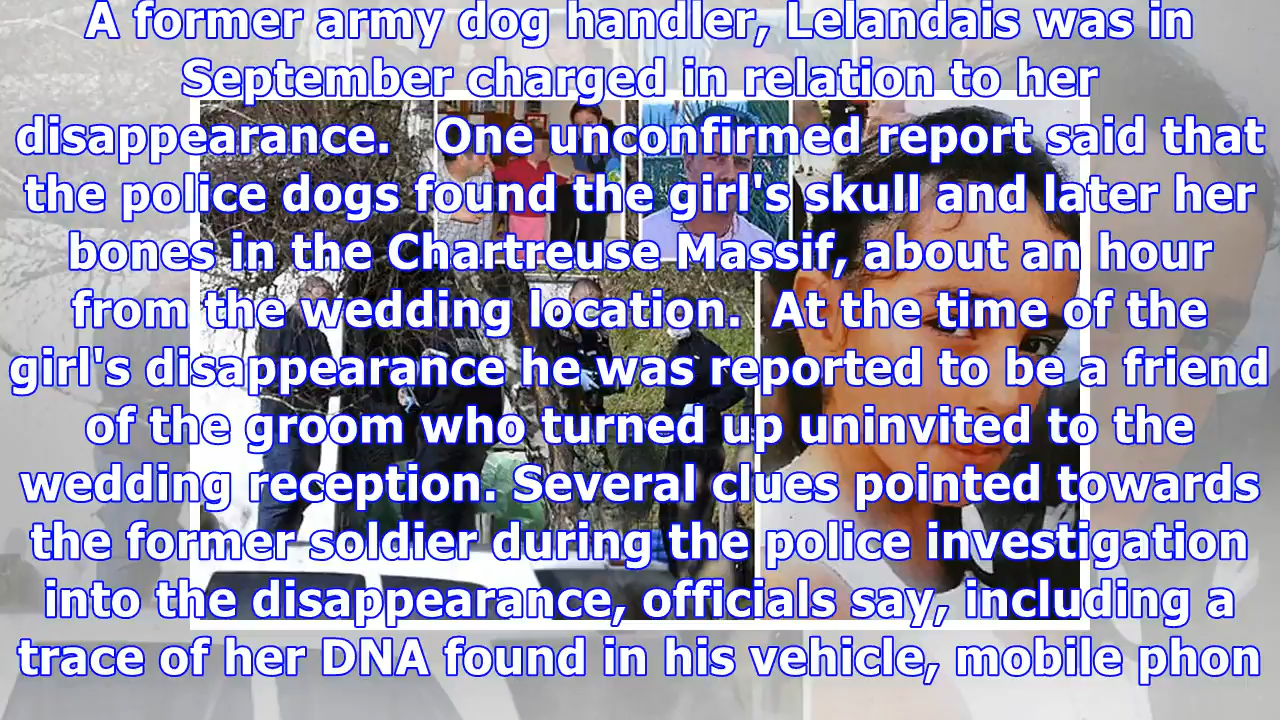 A former army dog handler, Lelandais was in
September charged in relation to her
disappearance.   One unconfirmed report said that
the police dogs found the girl's skull and later her
bones in the Chartreuse Massif, about an hour
from the wedding location.  At the time of the
girl's disappearance he was reported to be a friend
of the groom who turned up uninvited to the
wedding reception. Several clues pointed towards
the former soldier during the police investigation
into the disappearance, officials say, including a
trace of her DNA found in his vehicle, mobile phon